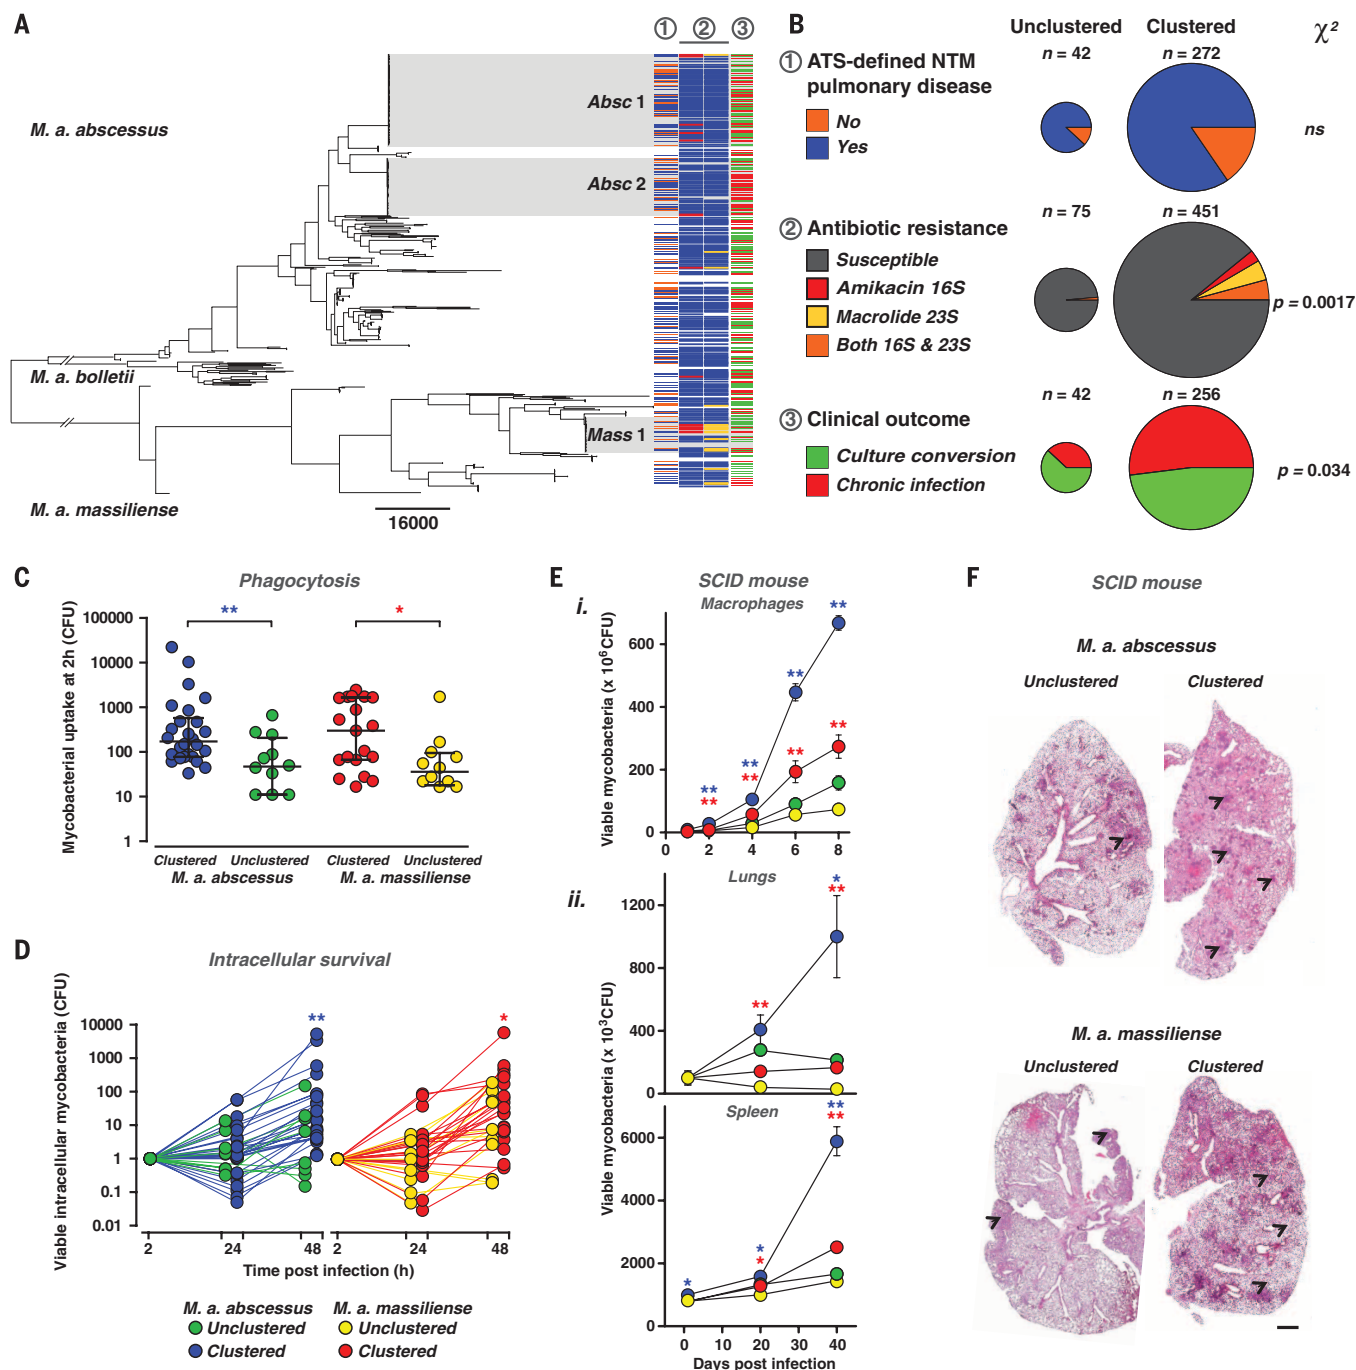 A
1 2 3
Absc 1
M. a. abscessus
Absc 2
M. a. bolletii
Mass 1
M. a. massiliense
16000
B
Unclustered Clustered χ²
n = 42 n = 272
1 ATS-defined NTM
pulmonary disease
No
Yes
ns
n = 75 n = 451
2 Antibiotic resistance
Susceptible
Amikacin 16S
Macrolide 23S
Both 16S & 23S
p = 0.0017
n = 42 n = 256
3 Clinical outcome
Culture conversion
Chronic infection
p = 0.034
C
Phagocytosis
Mycobacterial uptake at 2h (CFU)
100000
10000
1000
100
10
1
** *
Clustered Unclustered Clustered Unclustered
M. a. abscessus M. a. massiliense
D
Intracellular survival
Viable intracellular mycobacteria (CFU)
10000
1000
100
10
1
0.1
0.01
** *
2 24 48 2 24 48
Time post infection (h)
M. a. abscessus M. a. massiliense
Unclustered Unclustered
Clustered Clustered
E
SCID mouse
i.
Macrophages
Viable mycobacteria (x 10⁶CFU)
600
400
200
0
** ** ** ** **
** ** **
0 2 4 6 8
ii.
Lungs
Viable mycobacteria (x 10³CFU)
1200
800
400
0
** * **
Spleen
6000
4000
2000
0
* * * ** **
0 10 20 30 40
Days post infection
F
SCID mouse
M. a. abscessus
Unclustered Clustered
M. a. massiliense
Unclustered Clustered